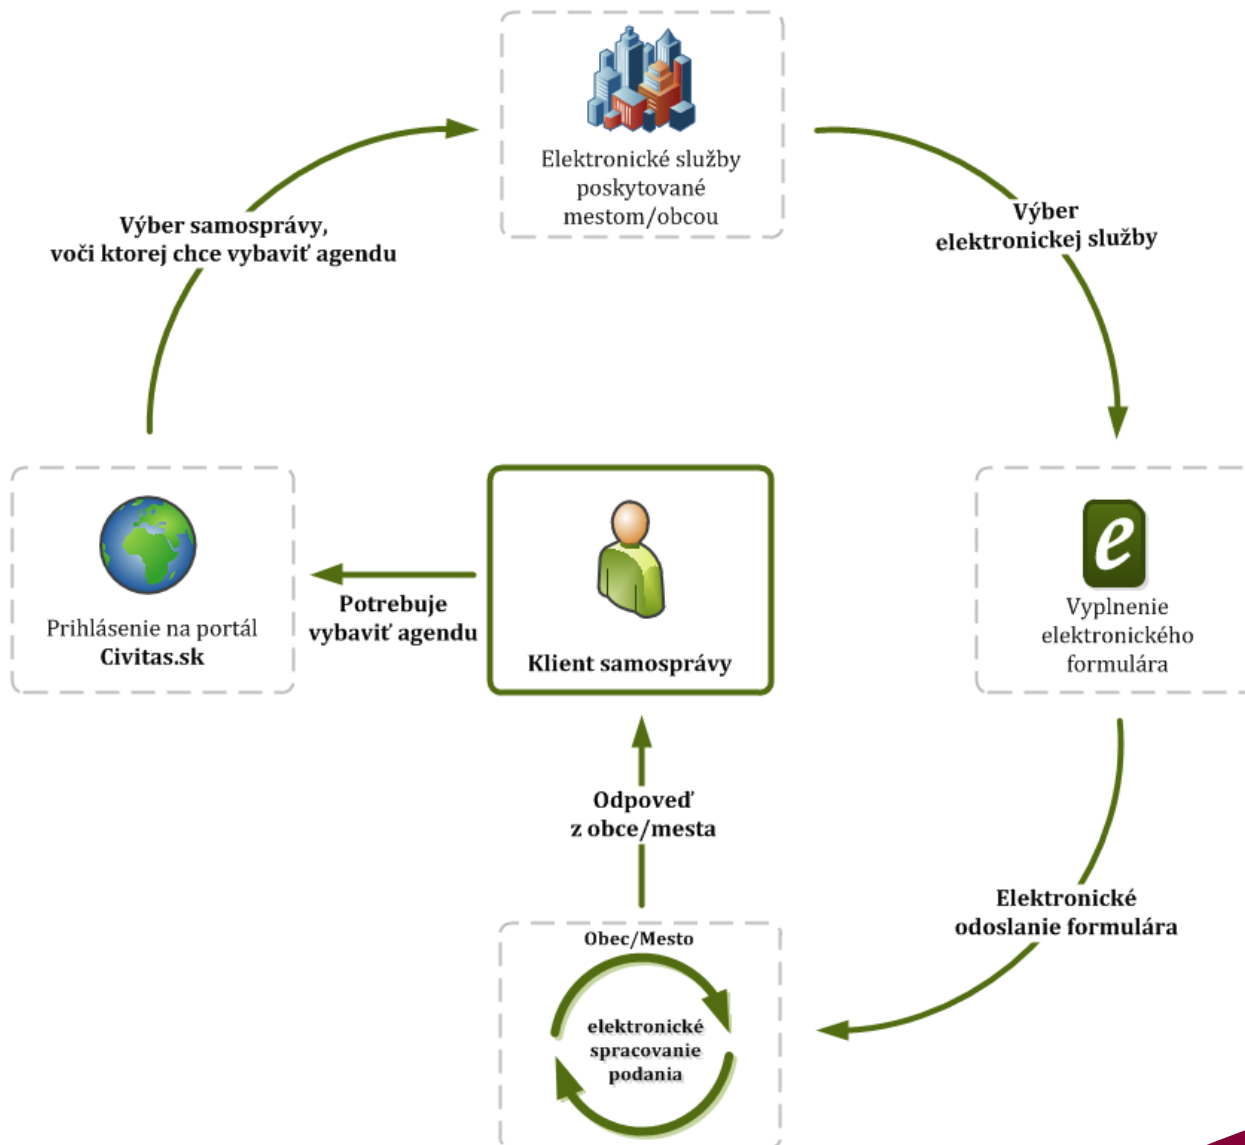 Elektronické služby
poskytované
mestom/obcou
Výber samosprávy,
voči ktorej chce vybaviť agendu
Výber
elektronickej služby
Prihlásenie na portál
Civitas.sk
Potrebuje
vybaviť agendu
Klient samosprávy
e
Vyplnenie
elektronického
formulára
Odpoveď
z obce/mesta
Elektronické
odoslanie formulára
Obec/Mesto
elektronické
spracovanie
podania